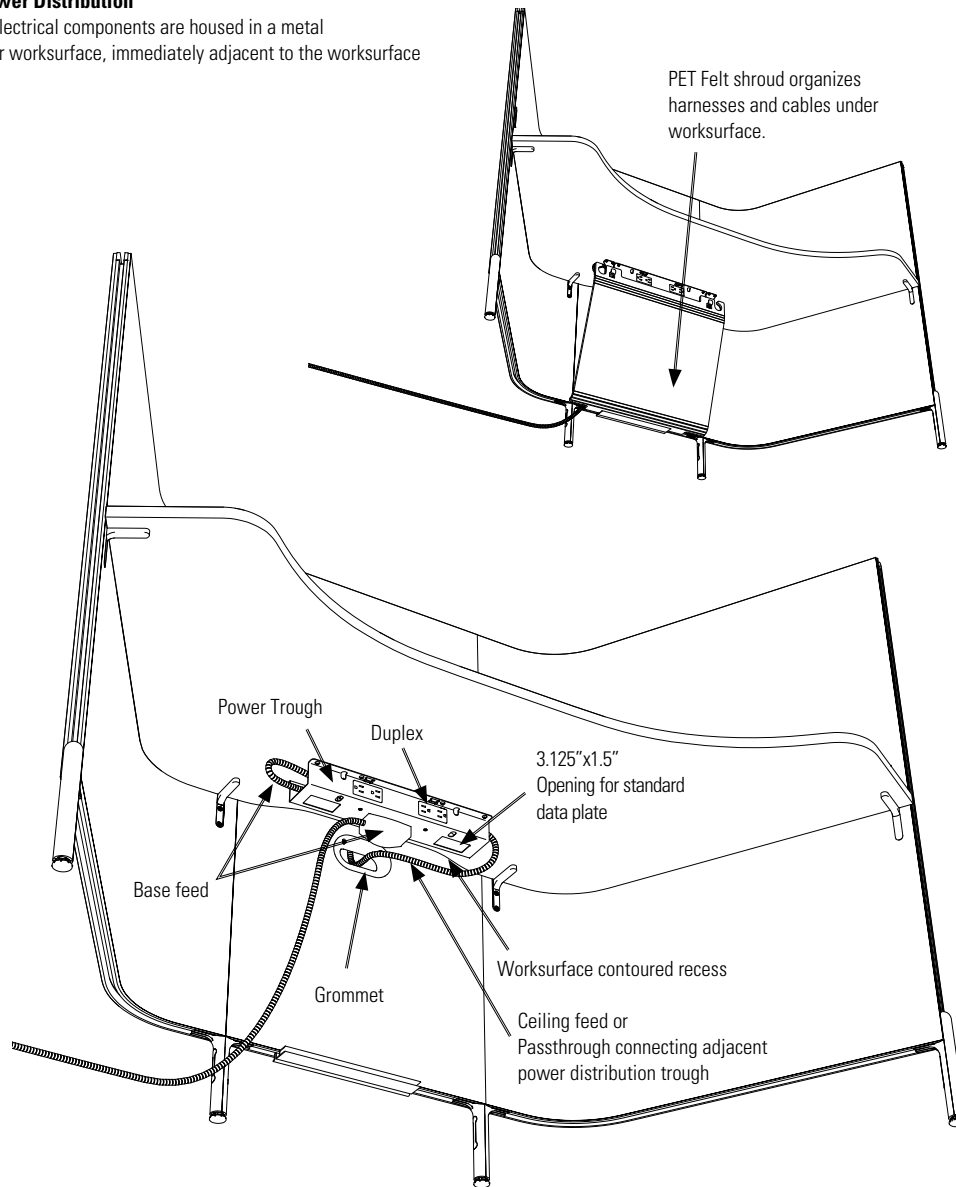 wer Distribution
lectrical components are housed in a metal
r worksurface, immediately adjacent to the worksurface
PET Felt shroud organizes
harnesses and cables under
worksurface.
Power Trough
Duplex
3.125”x1.5”
Opening for standard
data plate
Base feed
Grommet
Worksurface contoured recess
Ceiling feed or
Passthrough connecting adjacent
power distribution trough